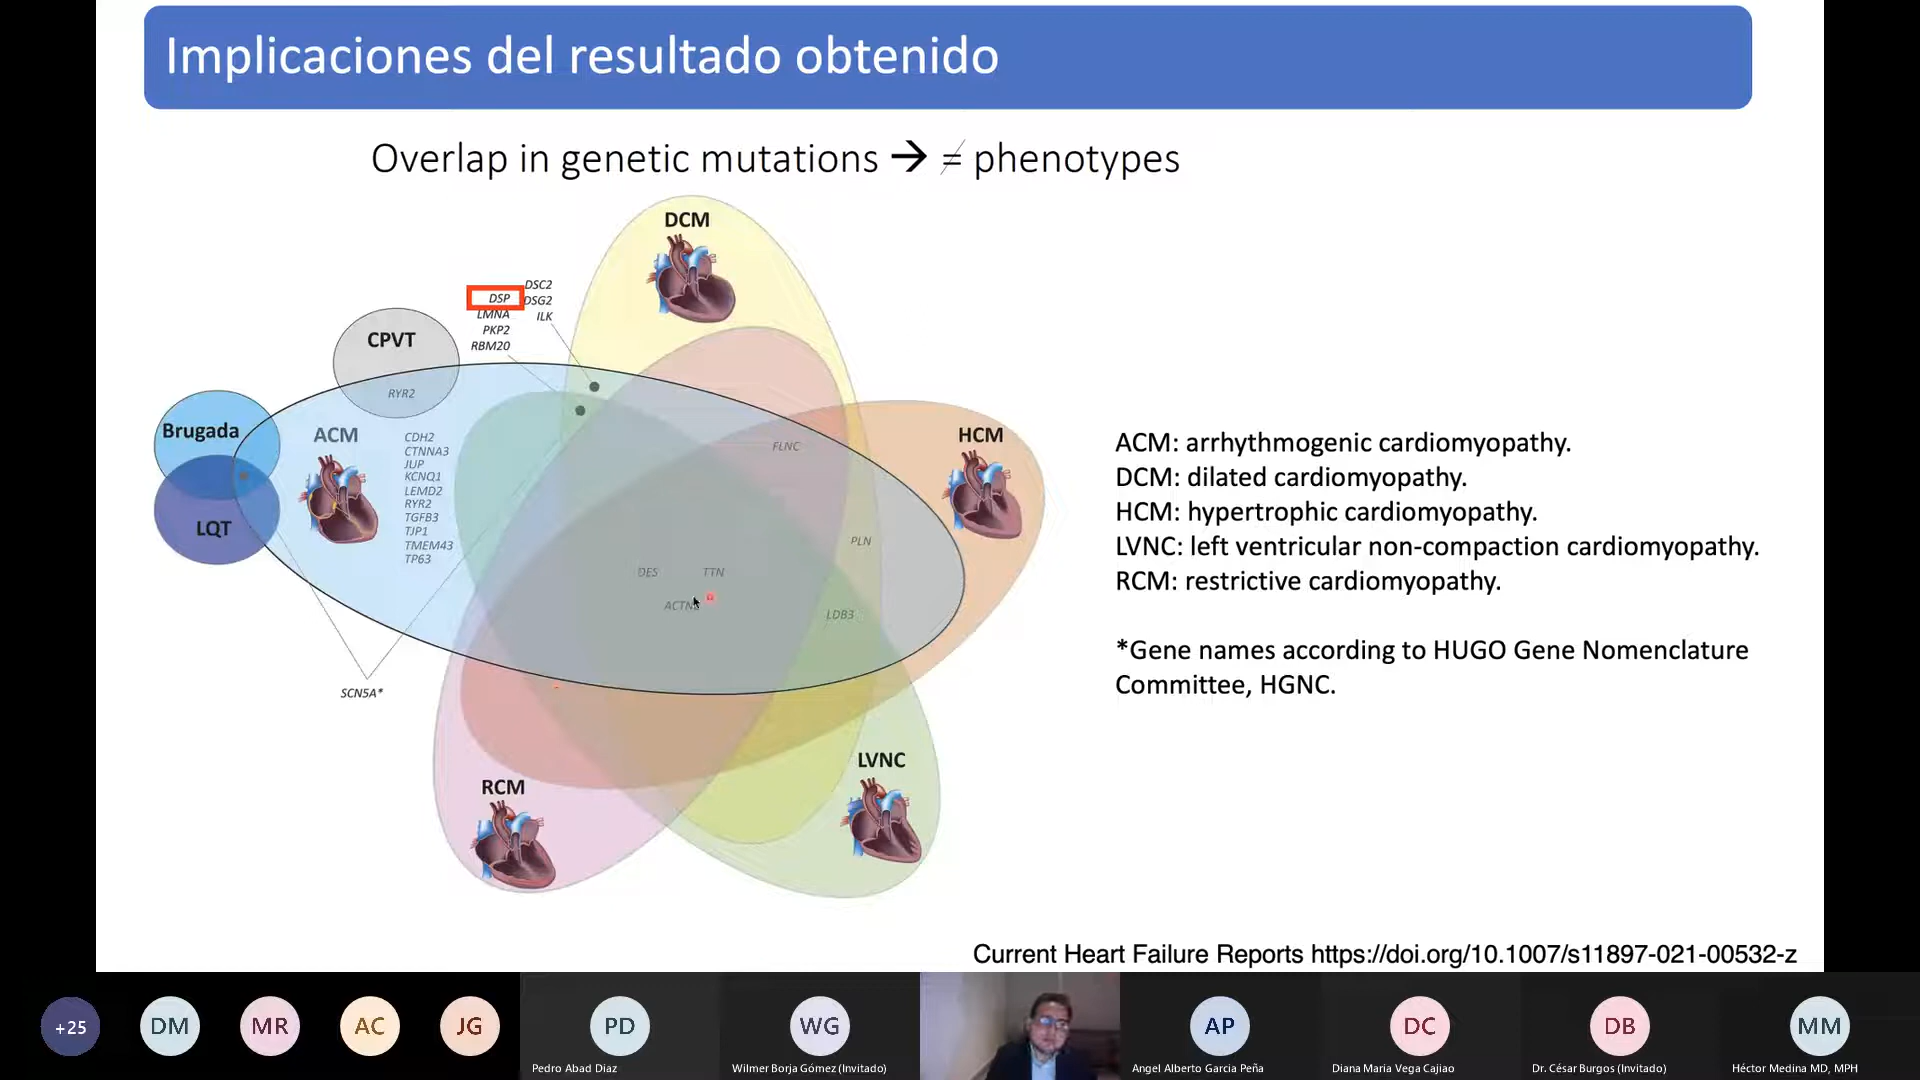 Implicaciones del resultado obtenido
Overlap in genetic mutations → ≠ phenotypes
DCM
DSC2
DSP
DSG2
LMNA
ILK
PKP2
RBM20
CPVT
RYR2
Brugada
LQT
ACM
CDH2
CTNNA3
JUP
KCNQ1
LEMD2
RYR2
TGFB3
TJP1
TMEM43
TP63
HCM
FLNC
PLN
DES
TTN
LDB3
SCN5A*
RCM
LVNC
ACM: arrhythmogenic cardiomyopathy.
DCM: dilated cardiomyopathy.
HCM: hypertrophic cardiomyopathy.
LVNC: left ventricular non-compaction cardiomyopathy.
RCM: restrictive cardiomyopathy.
*Gene names according to HUGO Gene Nomenclature
Committee, HGNC.
Current Heart Failure Reports https://doi.org/10.1007/s11897-021-00532-z
+25
DM
MR
AC
JG
PD
Pedro Abad Diaz
WG
Wilmer Borja Gómez (Invitado)
AP
Angel Alberto Garcia Peña
DC
Diana Maria Vega Cajiao
DB
Dr. César Burgos (Invitado)
MM
Héctor Medina MD, MPH